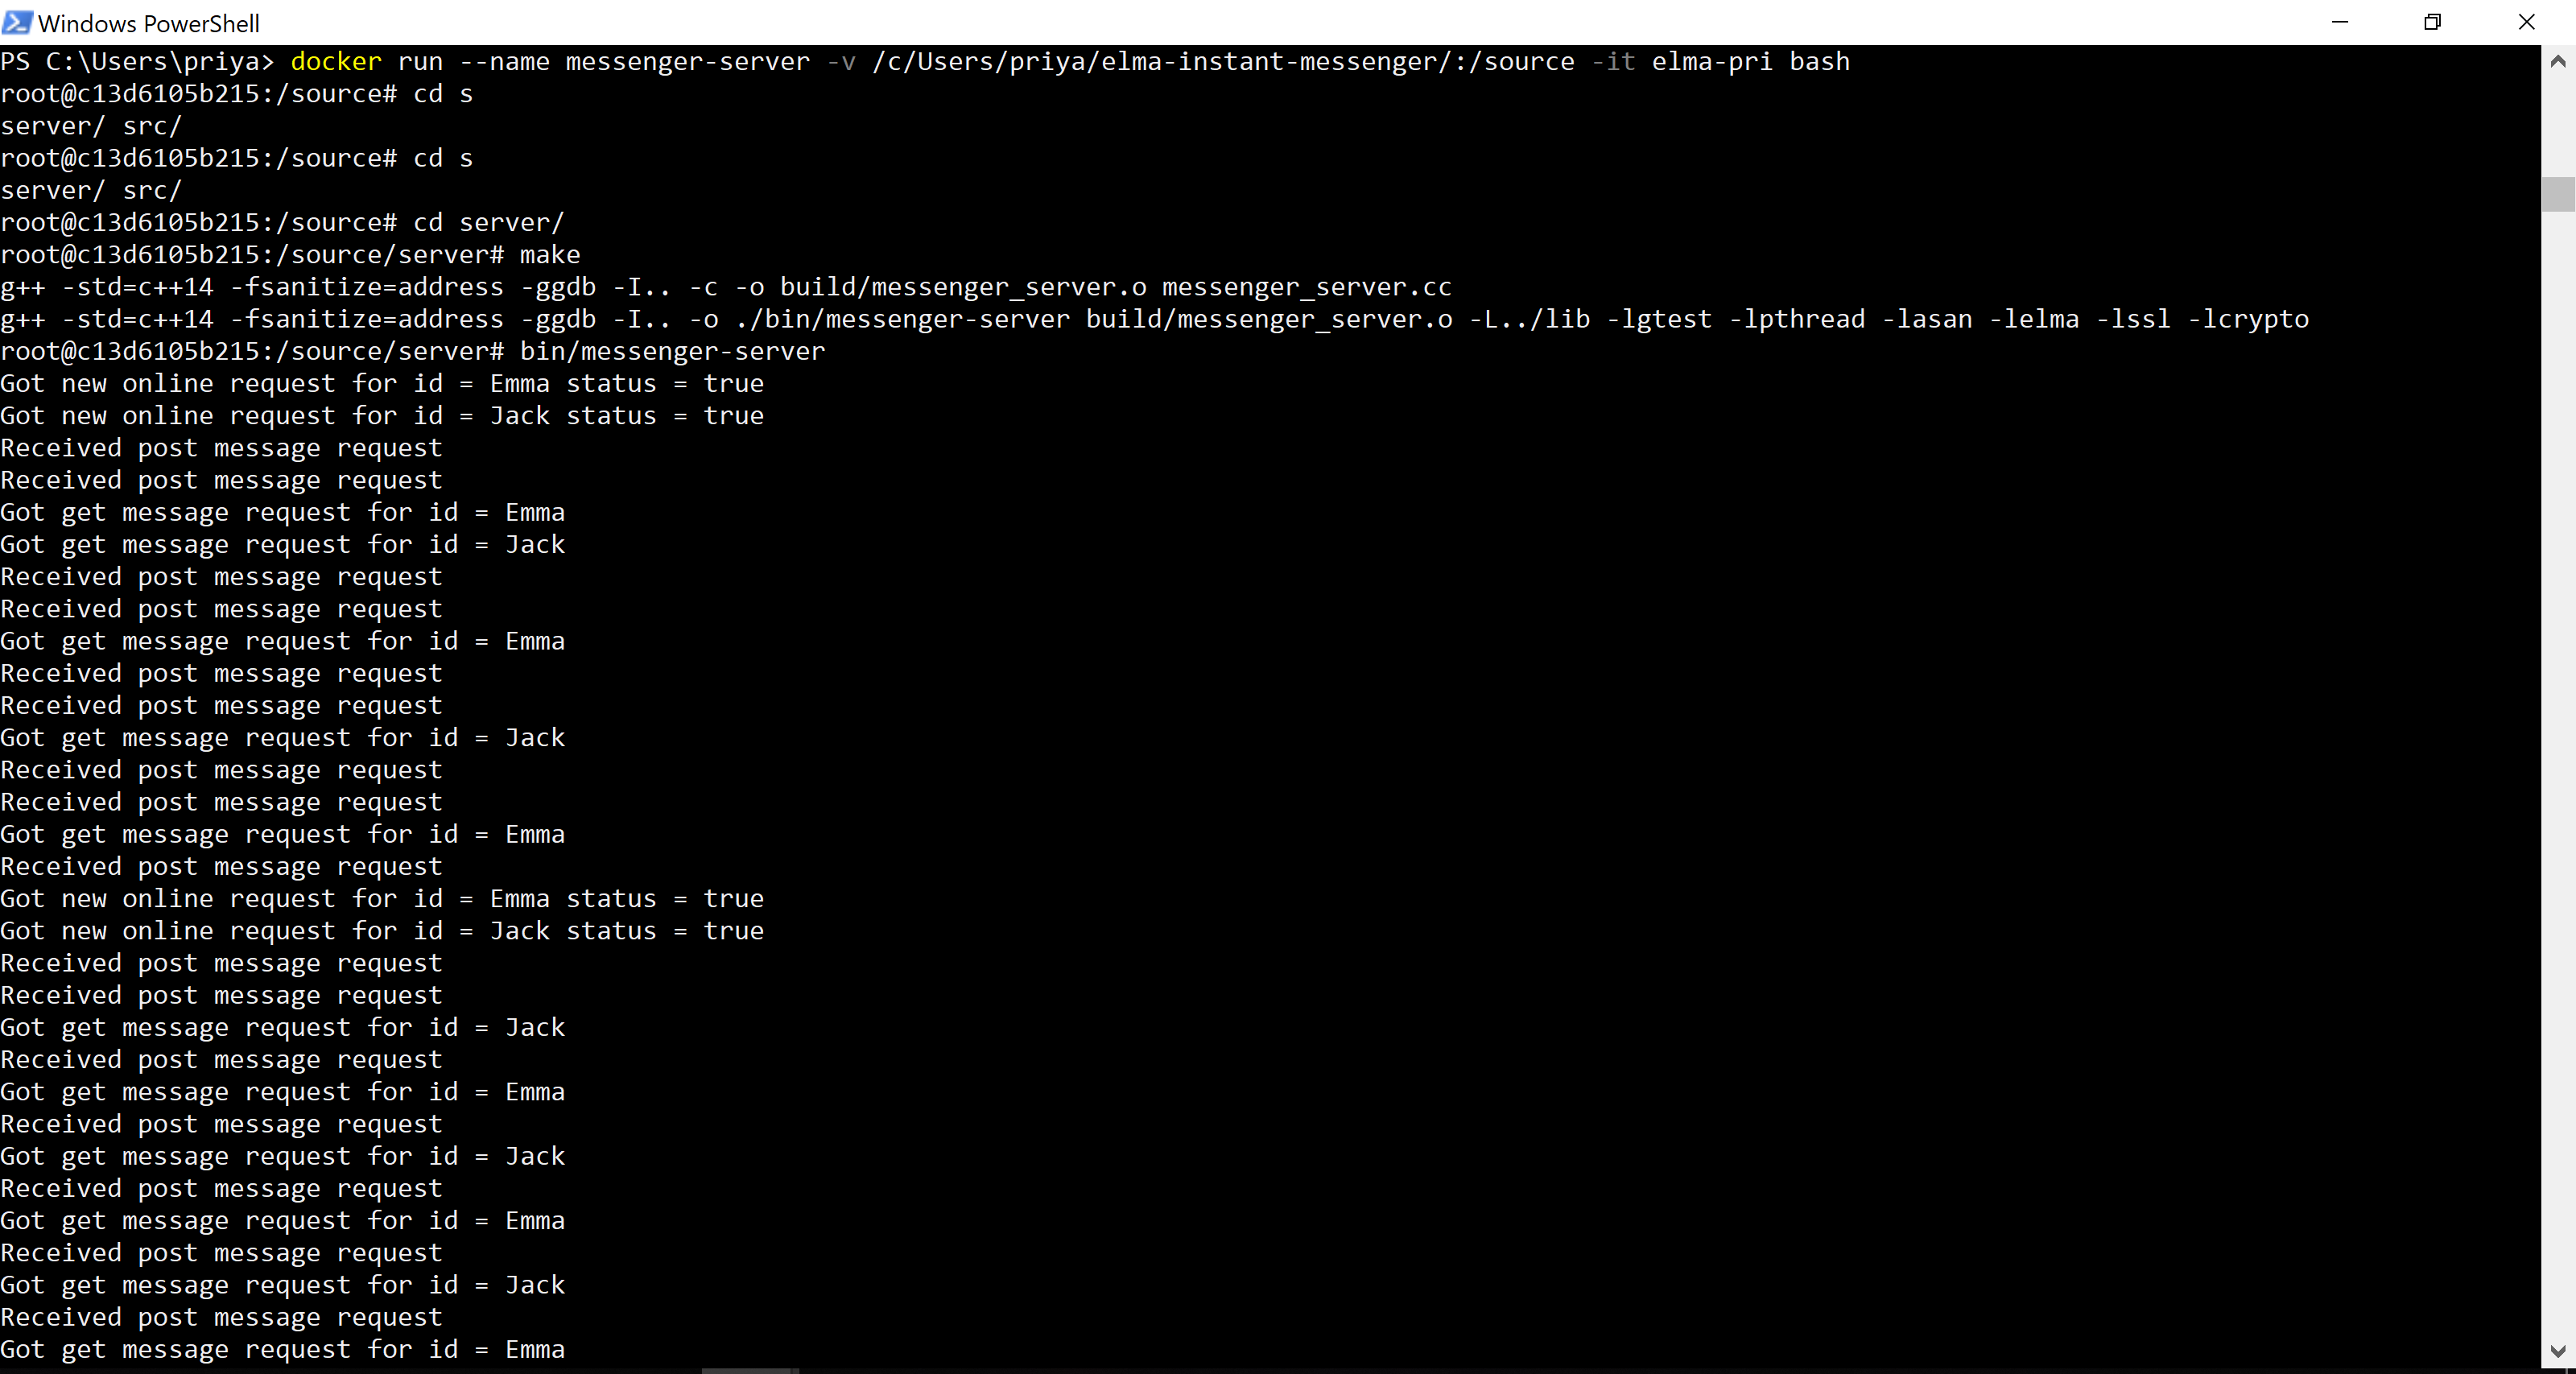 Windows PowerShell
PS C:\Users\priya> docker run --name messenger-server -v /c/Users/priya/elma-instant-messenger/:/source -it elma-pri bash
root@c13d6105b215:/source# cd s
server/ src/
root@c13d6105b215:/source# cd s
server/ src/
root@c13d6105b215:/source# cd server/
root@c13d6105b215:/source/server# make
g++ -std=c++14 -fsanitize=address -ggdb -I.. -c -o build/messenger_server.o messenger_server.cc
g++ -std=c++14 -fsanitize=address -ggdb -I.. -o ./bin/messenger-server build/messenger_server.o -L../lib -lgtest -lpthread -lasan -lelma -lssl -lcrypto
root@c13d6105b215:/source/server# bin/messenger-server
Got new online request for id = Emma status = true
Got new online request for id = Jack status = true
Received post message request
Received post message request
Got get message request for id = Emma
Got get message request for id = Jack
Received post message request
Received post message request
Got get message request for id = Emma
Received post message request
Received post message request
Got get message request for id = Jack
Received post message request
Received post message request
Got get message request for id = Emma
Received post message request
Got new online request for id = Emma status = true
Got new online request for id = Jack status = true
Received post message request
Received post message request
Got get message request for id = Jack
Received post message request
Got get message request for id = Emma
Received post message request
Got get message request for id = Jack
Received post message request
Got get message request for id = Emma
Received post message request
Got get message request for id = Jack
Received post message request
Got get message request for id = Emma